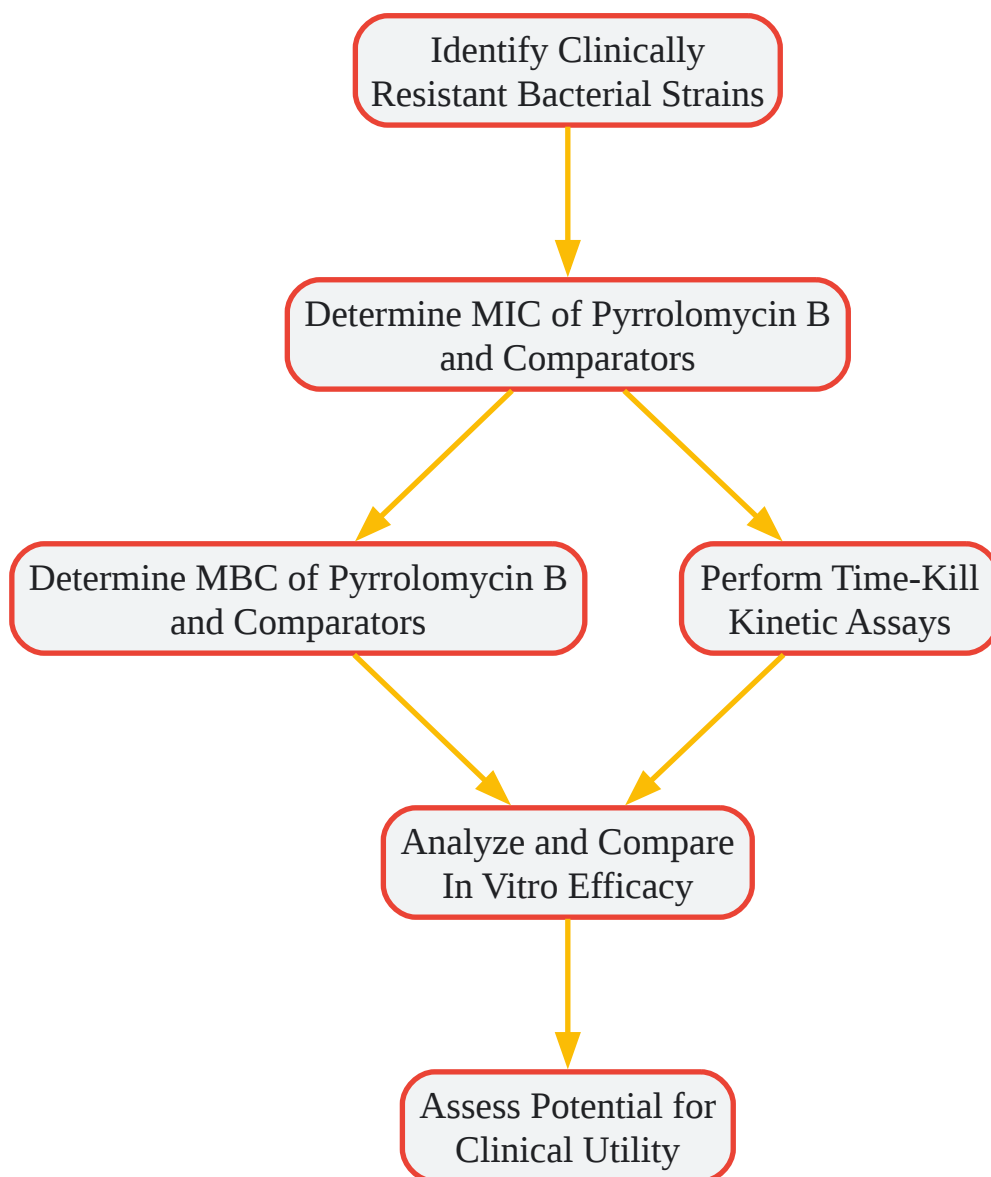 Identify Clinically
Resistant Bacterial Strains
Determine MIC of Pyrrolomycin B
and Comparators
Determine MBC of Pyrrolomycin B
and Comparators
Perform Time-Kill
Kinetic Assays
Analyze and Compare
In Vitro Efficacy
Assess Potential for
Clinical Utility